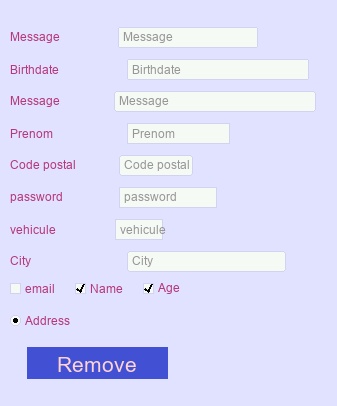 Message Message
Birthdate Birthdate
Message Message
Prenom Prenom
Code postal Code postal
password password
vehicule vehicule
City City
email Name Age
Address
Remove